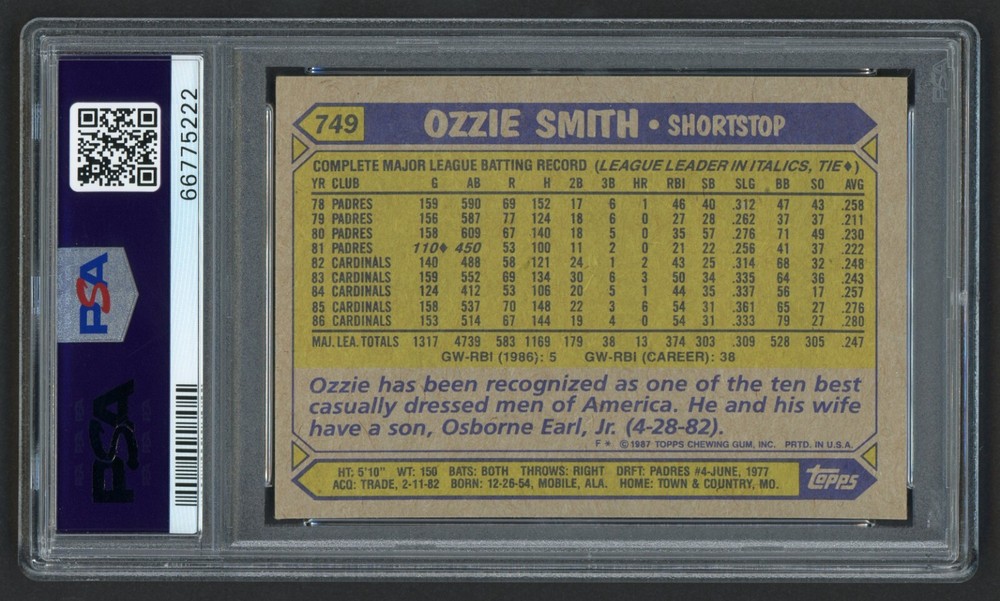 66775222
PSA
PSA
749
OZZIE SMITH • SHORTSTOP
COMPLETE MAJOR LEAGUE BATTING RECORD (LEAGUE LEADER IN ITALICS, TIE♦)
YR CLUB G AB R H 2B 3B HR RBI SB SLG BB SO AVG
78 PADRES 159 590 69 152 17 6 1 46 40 .312 47 43 .258
79 PADRES 156 587 77 124 18 6 0 27 28 .262 37 37 .211
80 PADRES 158 609 67 140 18 5 0 35 57 .276 71 49 .230
81 PADRES 110♦ 450 53 100 11 2 0 21 22 .256 41 37 .222
82 CARDINALS 140 488 58 121 24 1 2 43 25 .314 68 32 .248
83 CARDINALS 159 552 69 134 30 6 3 50 34 .335 64 36 .243
84 CARDINALS 124 412 53 106 20 5 1 44 35 .337 56 17 .257
85 CARDINALS 158 537 70 148 22 3 6 54 31 .361 65 27 .276
86 CARDINALS 153 514 67 144 19 4 0 54 31 .333 79 27 .280
MAJ. LEA. TOTALS 1317 4739 583 1169 179 38 13 374 303 .309 528 305 .247
GW-RBI (1986): 5 GW-RBI (CAREER): 38
Ozzie has been recognized as one of the ten best
casually dressed men of America. He and his wife
have a son, Osborne Earl, Jr. (4-28-82).
F * © 1987 TOPPS CHEWING GUM, INC. PRTD. IN U.S.A.
HT: 5'10" WT: 150 BATS: BOTH THROWS: RIGHT DRFT: PADRES #4-JUNE, 1977
ACQ: TRADE, 2-11-82 BORN: 12-26-54, MOBILE, ALA. HOME: TOWN & COUNTRY, MO.
topps